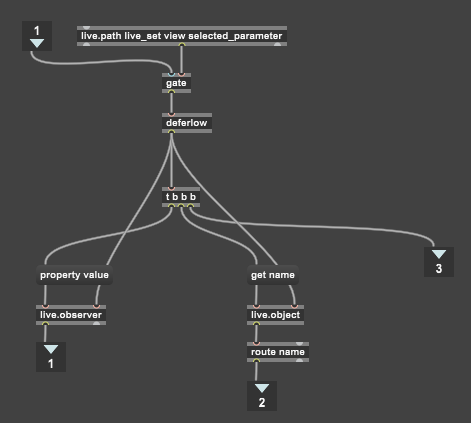 1
live.path live_set view selected_parameter
gate
deferlow
t b b b
property value
get name
3
live.observer
live.object
1
route name
2